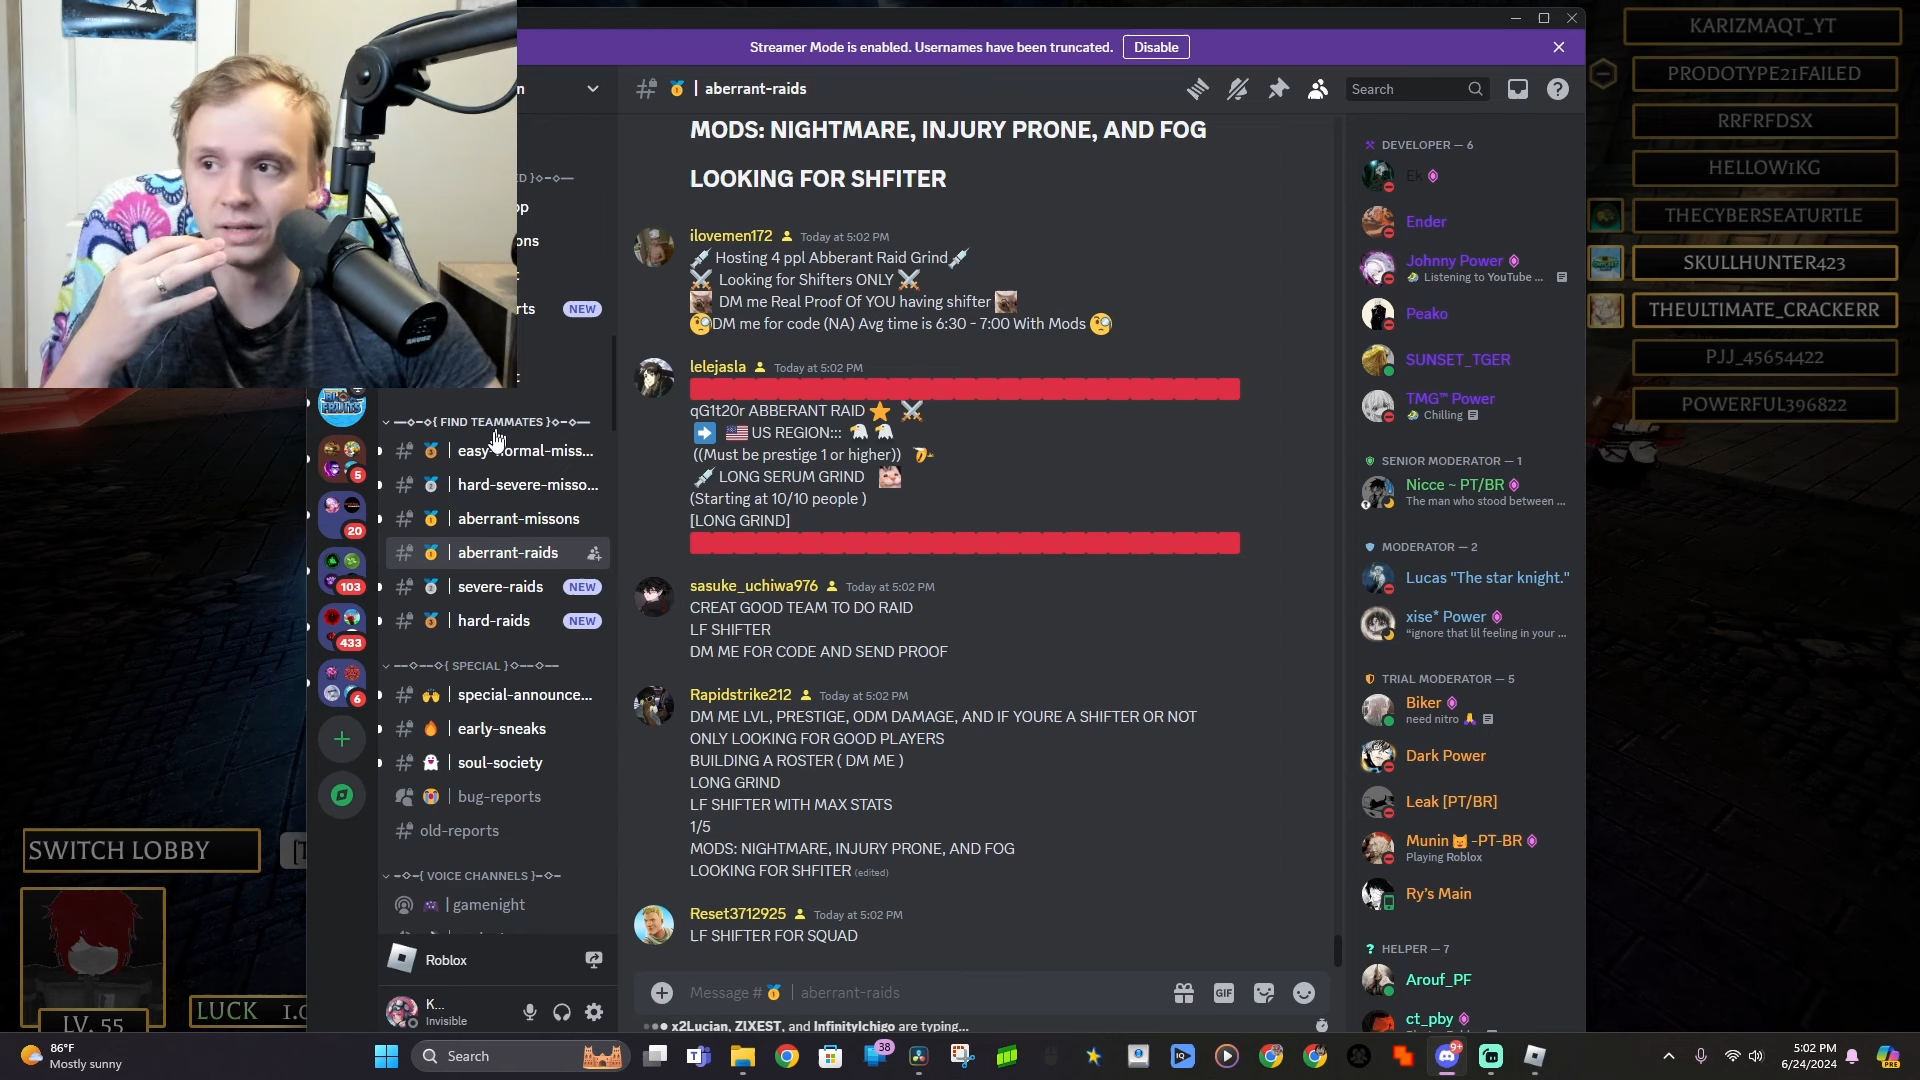 Streamer Mode is enabled. Usernames have been truncated.
Disable
| aberrant-raids
Search
MODS: NIGHTMARE, INJURY PRONE, AND FOG
LOOKING FOR SHFITER
ilovemen172 Today at 5:02 PM
Hosting 4 ppl Abberant Raid Grind
Looking for Shifters ONLY
DM me Real Proof Of YOU having shifter
DM me for code (NA) Avg time is 6:30 - 7:00 With Mods
lelejasla Today at 5:02 PM
qG1t20r ABBERANT RAID
US REGION:::
((Must be prestige 1 or higher))
LONG SERUM GRIND
(Starting at 10/10 people )
[LONG GRIND]
sasuke_uchiwa976 Today at 5:02 PM
CREAT GOOD TEAM TO DO RAID
LF SHIFTER
DM ME FOR CODE AND SEND PROOF
Rapidstrike212 Today at 5:02 PM
DM ME LVL, PRESTIGE, ODM DAMAGE, AND IF YOURE A SHIFTER OR NOT
ONLY LOOKING FOR GOOD PLAYERS
BUILDING A ROSTER ( DM ME )
LONG GRIND
LF SHIFTER WITH MAX STATS
1/5
MODS: NIGHTMARE, INJURY PRONE, AND FOG
LOOKING FOR SHFITER (edited)
Reset3712925 Today at 5:02 PM
LF SHIFTER FOR SQUAD
Message # | aberrant-raids
GIF
x2Lucian, ZIXEST, and InfinityIchigo are typing...
NEW
{ FIND TEAMMATES }
| easy-normal-miss...
| hard-severe-misso...
| aberrant-missons
| aberrant-raids
| severe-raids NEW
| hard-raids NEW
{ SPECIAL }
| special-announce...
| early-sneaks
| soul-society
| bug-reports
old-reports
{ VOICE CHANNELS }
| gamenight
Roblox
K...
Invisible
5
20
103
433
6
DEVELOPER — 6
Ek
Ender
Johnny Power
Listening to YouTube ...
Peako
SUNSET_TGER
TMG™ Power
Chilling
SENIOR MODERATOR — 1
Nicce ~ PT/BR
The man who stood between ...
MODERATOR — 2
Lucas "The star knight."
xise* Power
“ignore that lil feeling in your ...
TRIAL MODERATOR — 5
Biker
need nitro
Dark Power
Leak [PT/BR]
Munin -PT-BR
Playing Roblox
Ry's Main
HELPER — 7
Arouf_PF
ct_pby
KARIZMAQT_YT
PRODOTYPE21FAILED
RRFRFDSX
HELLOW1KG
THECYBERSEATURTLE
SKULLHUNTER423
THEULTIMATE_CRACKERR
PJJ_45654422
POWERFUL396822
SWITCH LOBBY
LV. 55
LUCK
86°F
Mostly sunny
Search
38
9+
5:02 PM
6/24/2024